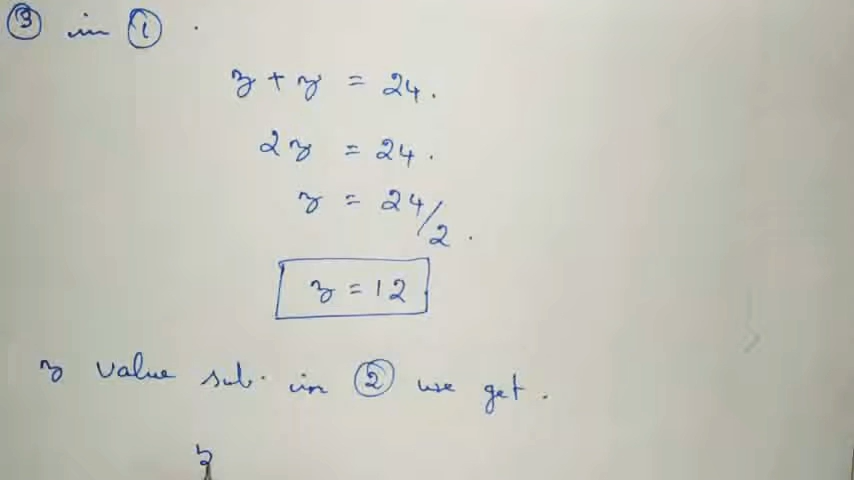 ③ in ① .
z + z = 24 .
2z = 24 .
z = 24/2 .
z = 12
z value sub. in ② we get .
z